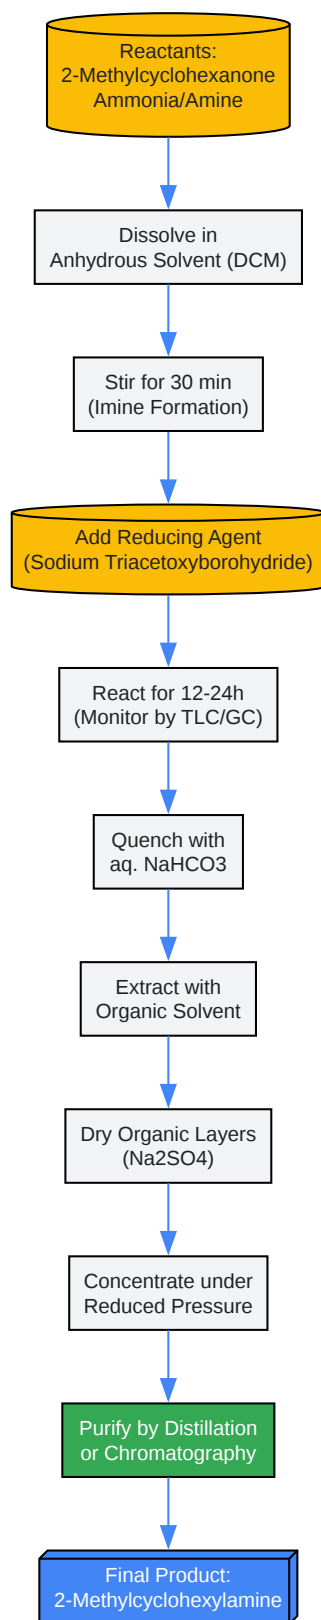 Reactants:
2-Methylcyclohexanone
Ammonia/Amine
Dissolve in
Anhydrous Solvent (DCM)
Stir for 30 min
(Imine Formation)
Add Reducing Agent
(Sodium Triacetoxyborohydride)
React for 12-24h
(Monitor by TLC/GC)
Quench with
aq. NaHCO3
Extract with
Organic Solvent
Dry Organic Layers
(Na2SO4)
Concentrate under
Reduced Pressure
Purify by Distillation
or Chromatography
Final Product:
2-Methylcyclohexylamine